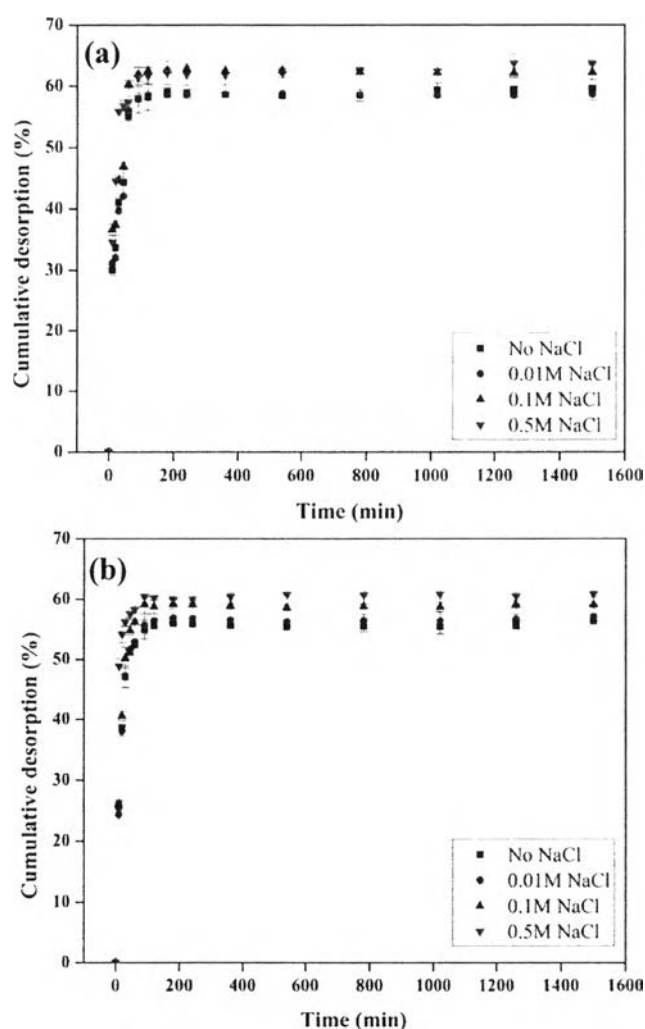 (a)
Cumulative desorption (%)
70
60
50
40
30
20
10
0
No NaCl
0.01M NaCl
0.1M NaCl
0.5M NaCl
0 200 400 600 800 1000 1200 1400 1600
Time (min)
(b)
Cumulative desorption (%)
70
60
50
40
30
20
10
0
No NaCl
0.01M NaCl
0.1M NaCl
0.5M NaCl
0 200 400 600 800 1000 1200 1400 1600
Time (min)